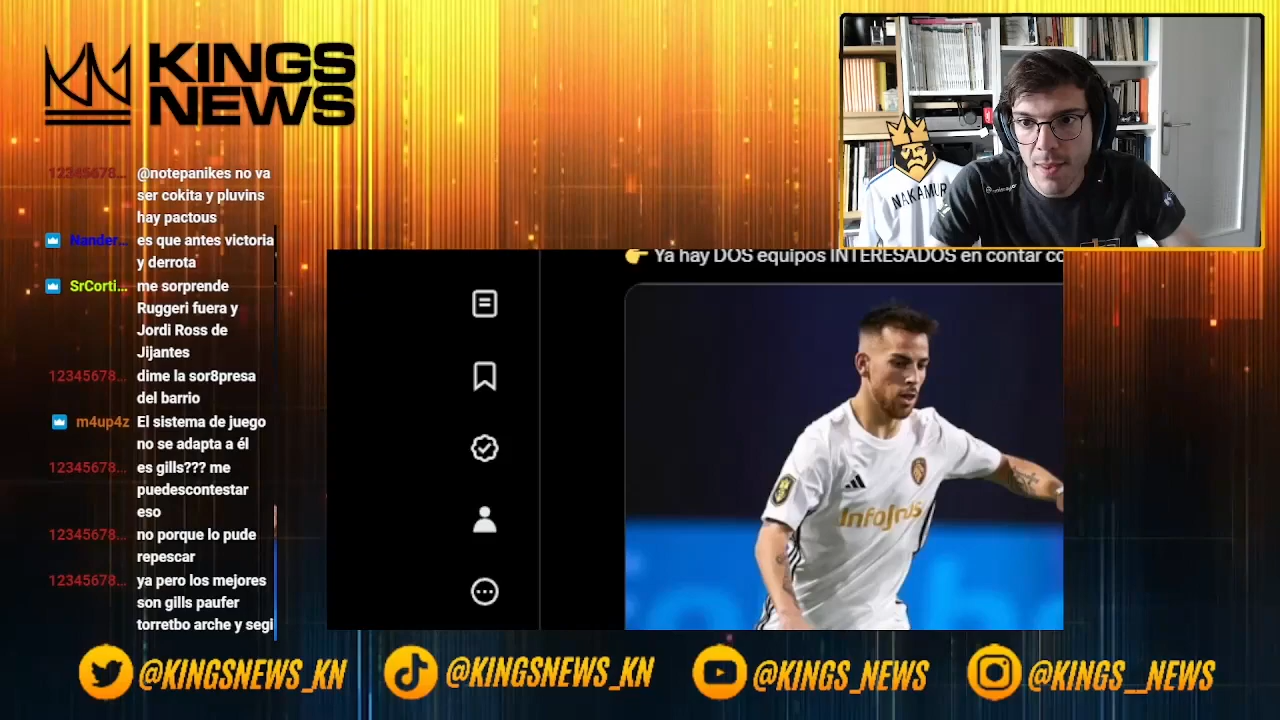 KINGS
NEWS
12345678... @notepanikes no va
ser cokita y pluvins
hay pactous
Nander... es que antes victoria
y derrota
SrCorti... me sorprende
Ruggeri fuera y
Jordi Ross de
Jijantes
12345678... dime la sor8presa
del barrio
m4up4z El sistema de juego
no se adapta a él
12345678... es gills??? me
puedescontestar
eso
12345678... no porque lo pude
repescar
12345678... ya pero los mejores
son gills paufer
torretbo arche y segi
NAKAMUR
👉 Ya hay DOS equipos INTERESADOS en contar co
InfoJobs
@KINGSNEWS_KN
@KINGSNEWS_KN
@KINGS_NEWS
@KINGS__NEWS